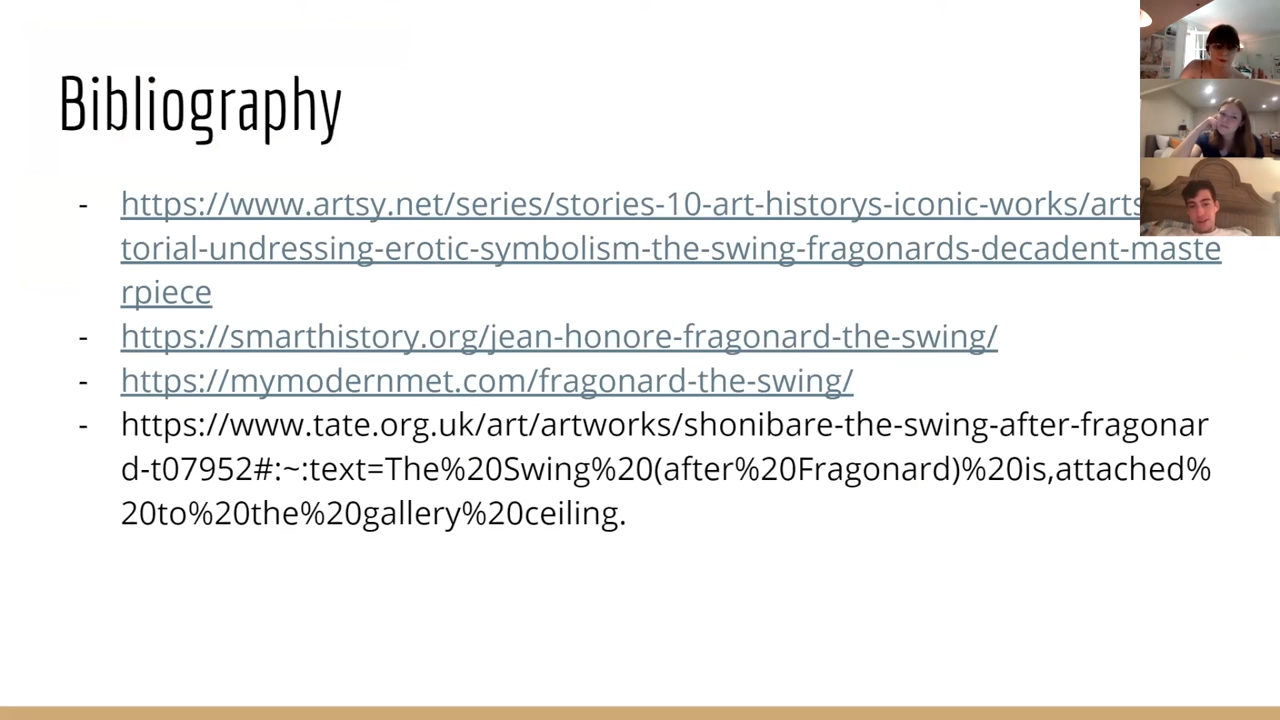 Bibliography
- https://www.artsy.net/series/stories-10-art-historys-iconic-works/arts
torial-undressing-erotic-symbolism-the-swing-fragonards-decadent-maste
rpiece
- https://smarthistory.org/jean-honore-fragonard-the-swing/
- https://mymodernmet.com/fragonard-the-swing/
- https://www.tate.org.uk/art/artworks/shonibare-the-swing-after-fragonar
d-t07952#:~:text=The%20Swing%20(after%20Fragonard)%20is,attached%
20to%20the%20gallery%20ceiling.